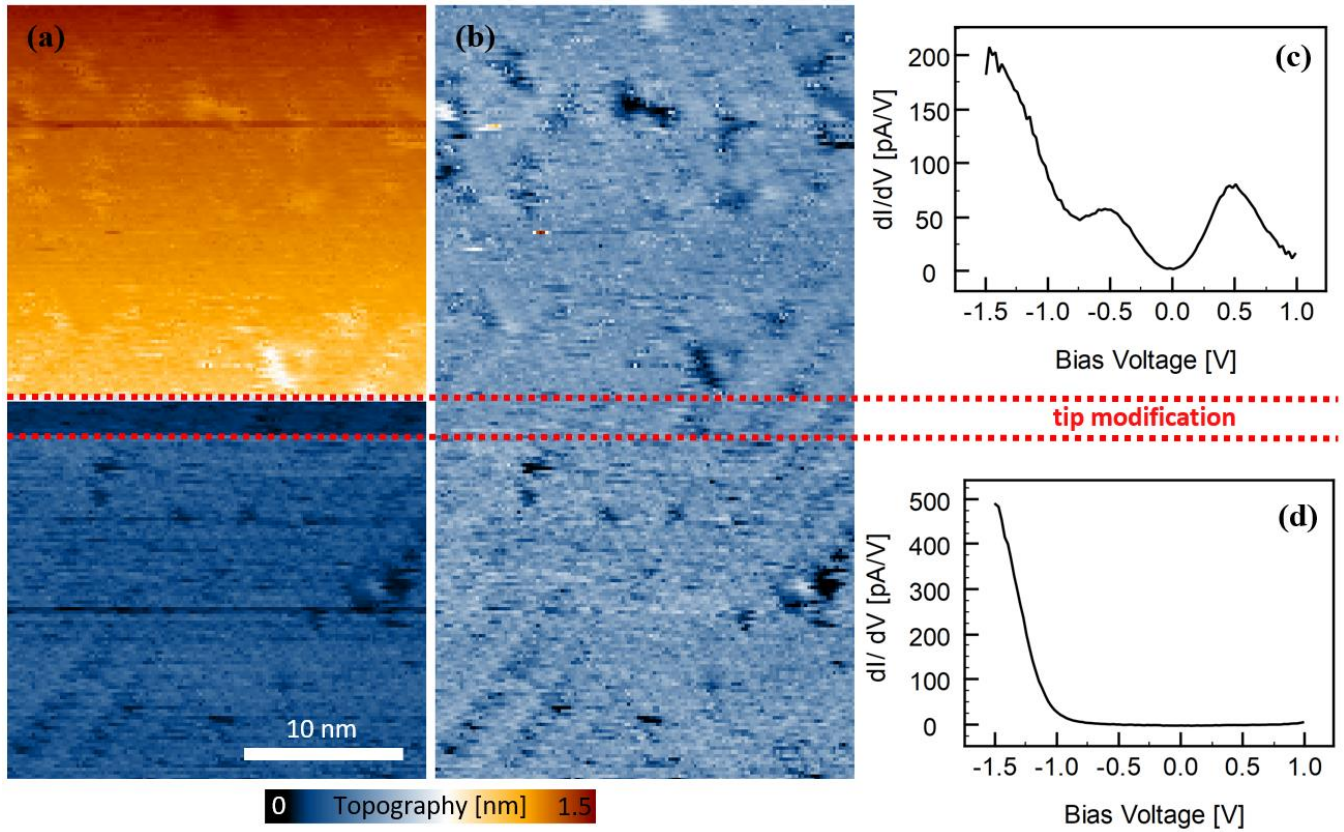 (a)
(b)
(c)
200
150
100
50
0
dI/dV [pA/V]
-1.5 -1.0 -0.5 0.0 0.5 1.0
Bias Voltage [V]
tip modification
(d)
500
400
300
200
100
0
dI/ dV [pA/V]
-1.5 -1.0 -0.5 0.0 0.5 1.0
Bias Voltage [V]
10 nm
0 Topography [nm] 1.5